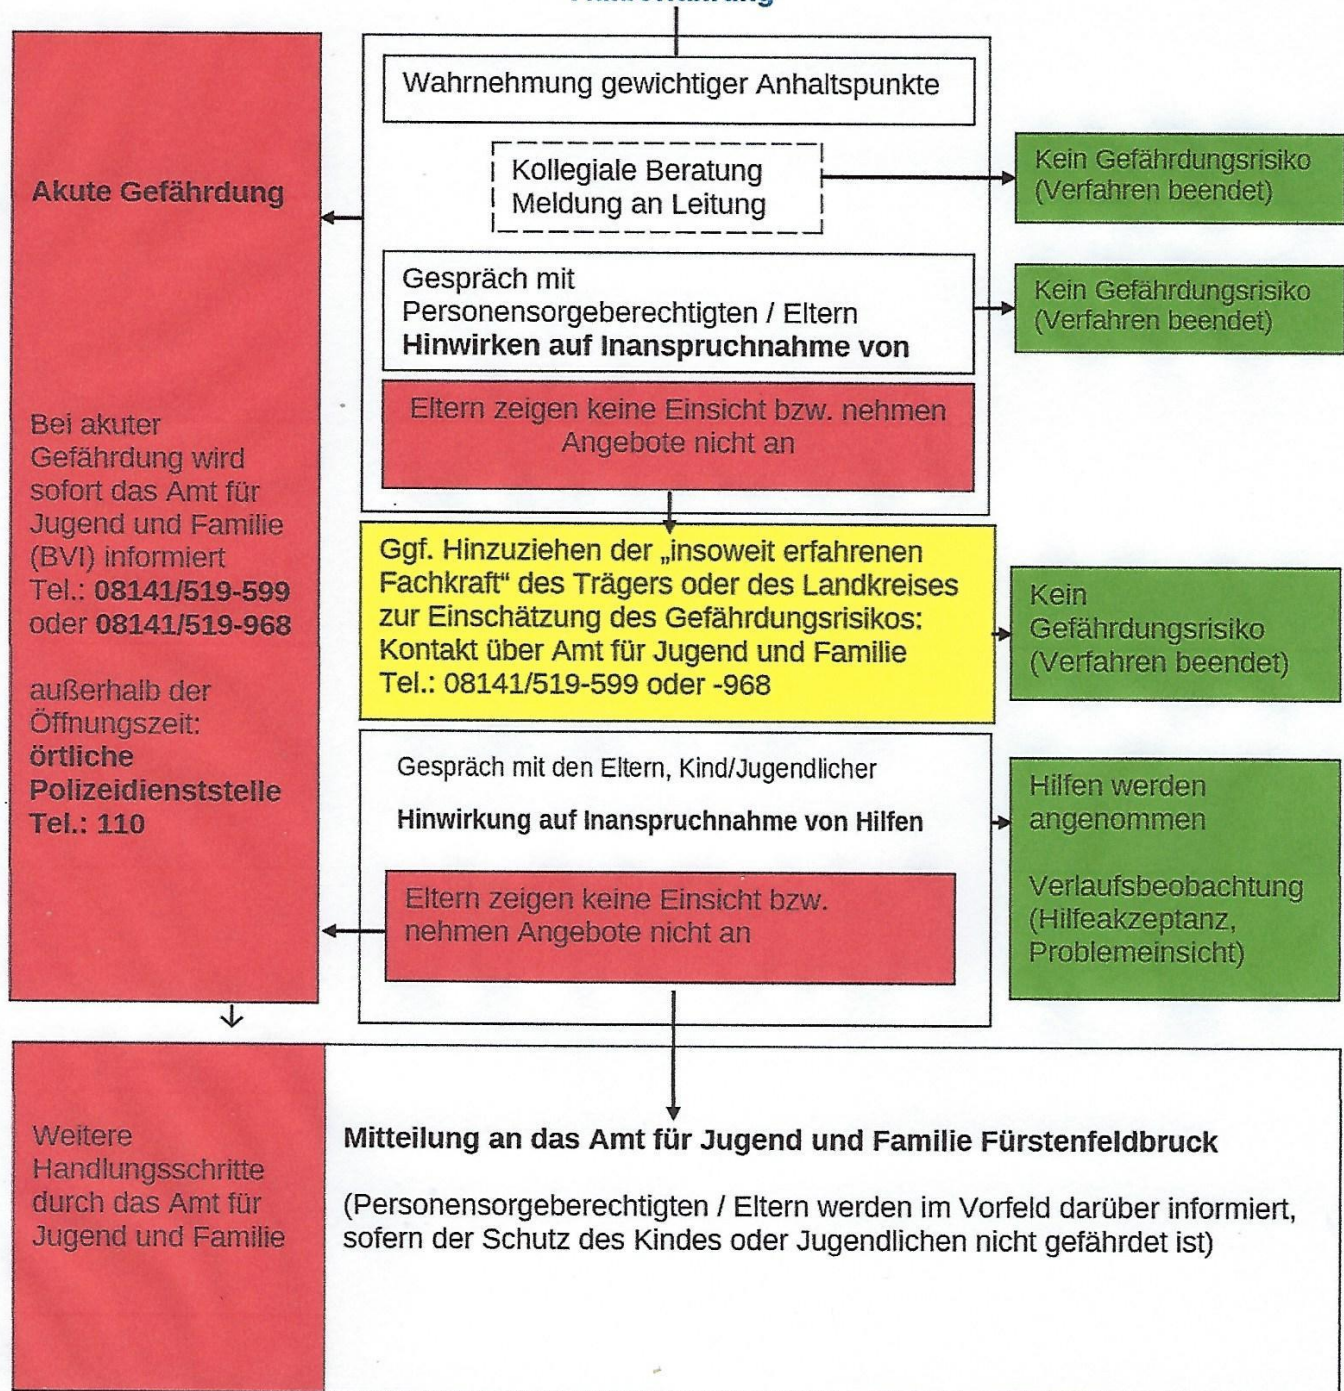 Wahrnehmung gewichtiger Anhaltspunkte
Kollegiale Beratung
Meldung an Leitung
Kein Gefährdungsrisiko
(Verfahren beendet)
Akute Gefährdung
Gespräch mit
Personensorgeberechtigten / Eltern
Hinwirken auf Inanspruchnahme von
Kein Gefährdungsrisiko
(Verfahren beendet)
Eltern zeigen keine Einsicht bzw. nehmen
Angebote nicht an
Bei akuter
Gefährdung wird
sofort das Amt für
Jugend und Familie
(BVI) informiert
Tel.: 08141/519-599
oder 08141/519-968
außerhalb der
Öffnungszeit:
örtliche
Polizeidienststelle
Tel.: 110
Ggf. Hinzuziehen der „insoweit erfahrenen
Fachkraft“ des Trägers oder des Landkreises
zur Einschätzung des Gefährdungsrisikos:
Kontakt über Amt für Jugend und Familie
Tel.: 08141/519-599 oder -968
Kein
Gefährdungsrisiko
(Verfahren beendet)
Gespräch mit den Eltern, Kind/Jugendlicher
Hinwirkung auf Inanspruchnahme von Hilfen
Hilfen werden
angenommen
Verlaufsbeobachtung
(Hilfeakzeptanz,
Problemeinsicht)
Eltern zeigen keine Einsicht bzw.
nehmen Angebote nicht an
Weitere
Handlungsschritte
durch das Amt für
Jugend und Familie
Mitteilung an das Amt für Jugend und Familie Fürstenfeldbruck
(Personensorgeberechtigten / Eltern werden im Vorfeld darüber informiert,
sofern der Schutz des Kindes oder Jugendlichen nicht gefährdet ist)